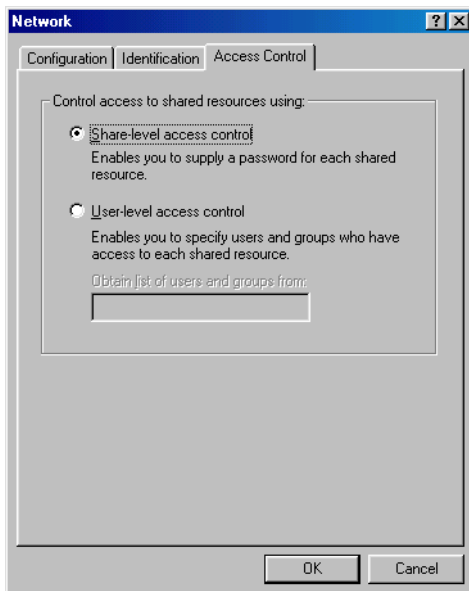 Network
Configuration Identification Access Control
Control access to shared resources using:
Share-level access control
Enables you to supply a password for each shared
resource.
User-level access control
Enables you to specify users and groups who have
access to each shared resource.
Obtain list of users and groups from:
OK Cancel